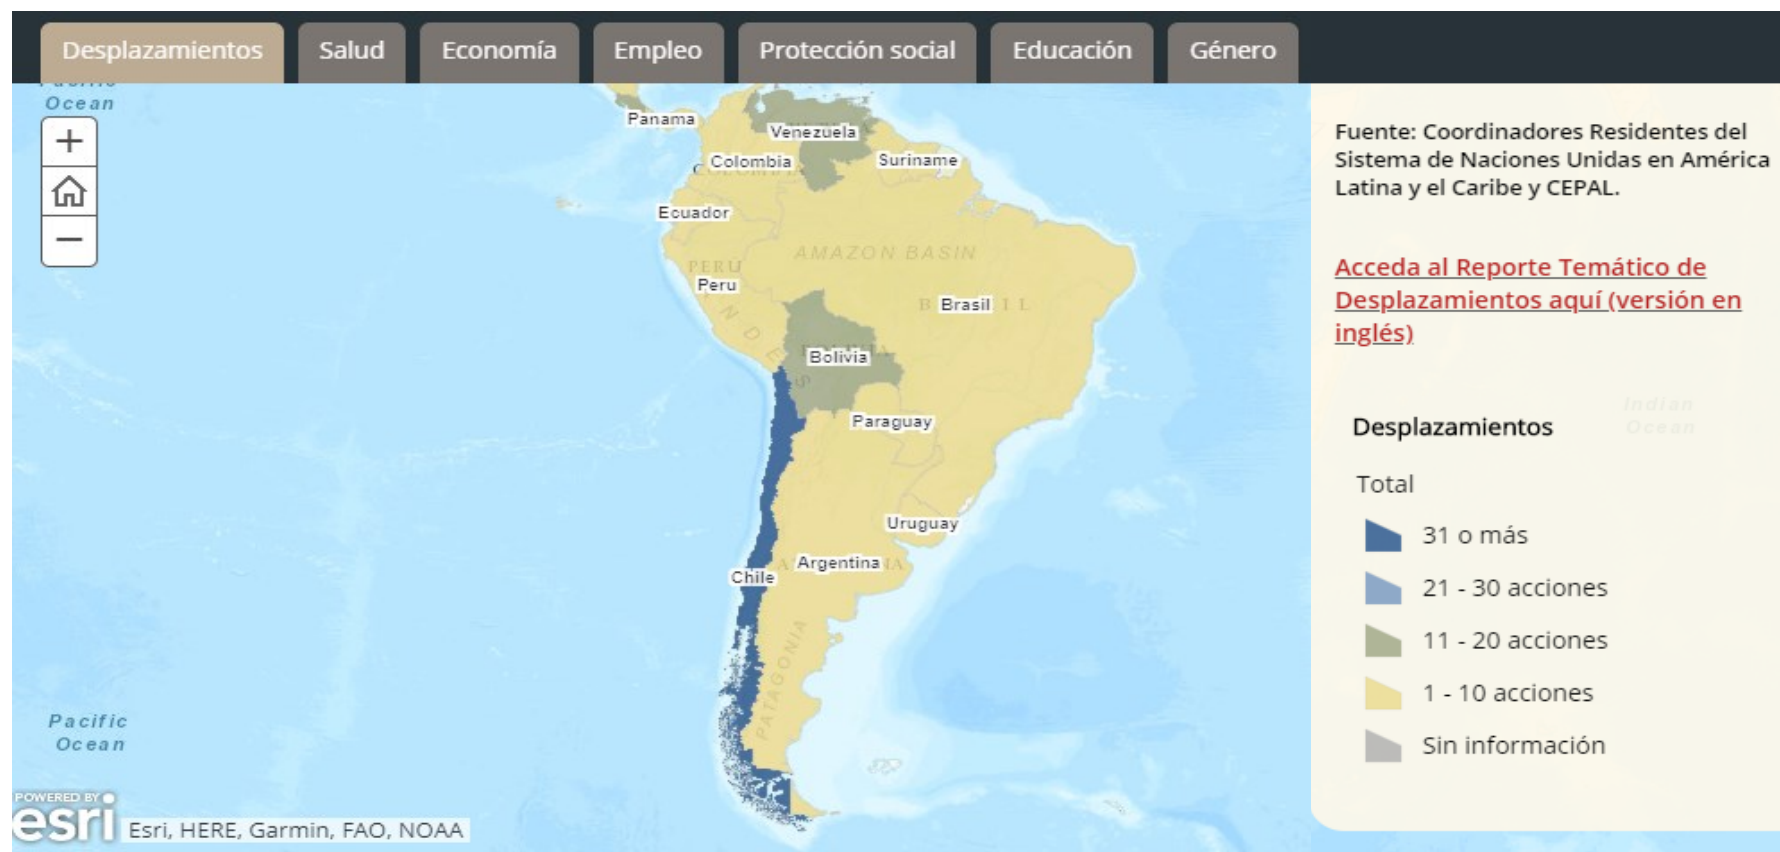 Desplazamientos
Salud
Economía
Empleo
Protección social
Educación
Género
Pacific
Ocean
+
−
Panama
Venezuela
Colombia
Suriname
Ecuador
AMAZON BASIN
PERU
Peru
Brasil
ANDES
Bolivia
Paraguay
Uruguay
Argentina
Chile
PATAGONIA
Pacific
Ocean
POWERED BY
esri
Esri, HERE, Garmin, FAO, NOAA
Fuente: Coordinadores Residentes del
Sistema de Naciones Unidas en América
Latina y el Caribe y CEPAL.
Acceda al Reporte Temático de
Desplazamientos aquí (versión en
inglés)
Indian
Ocean
Desplazamientos
Total
31 o más
21 - 30 acciones
11 - 20 acciones
1 - 10 acciones
Sin información